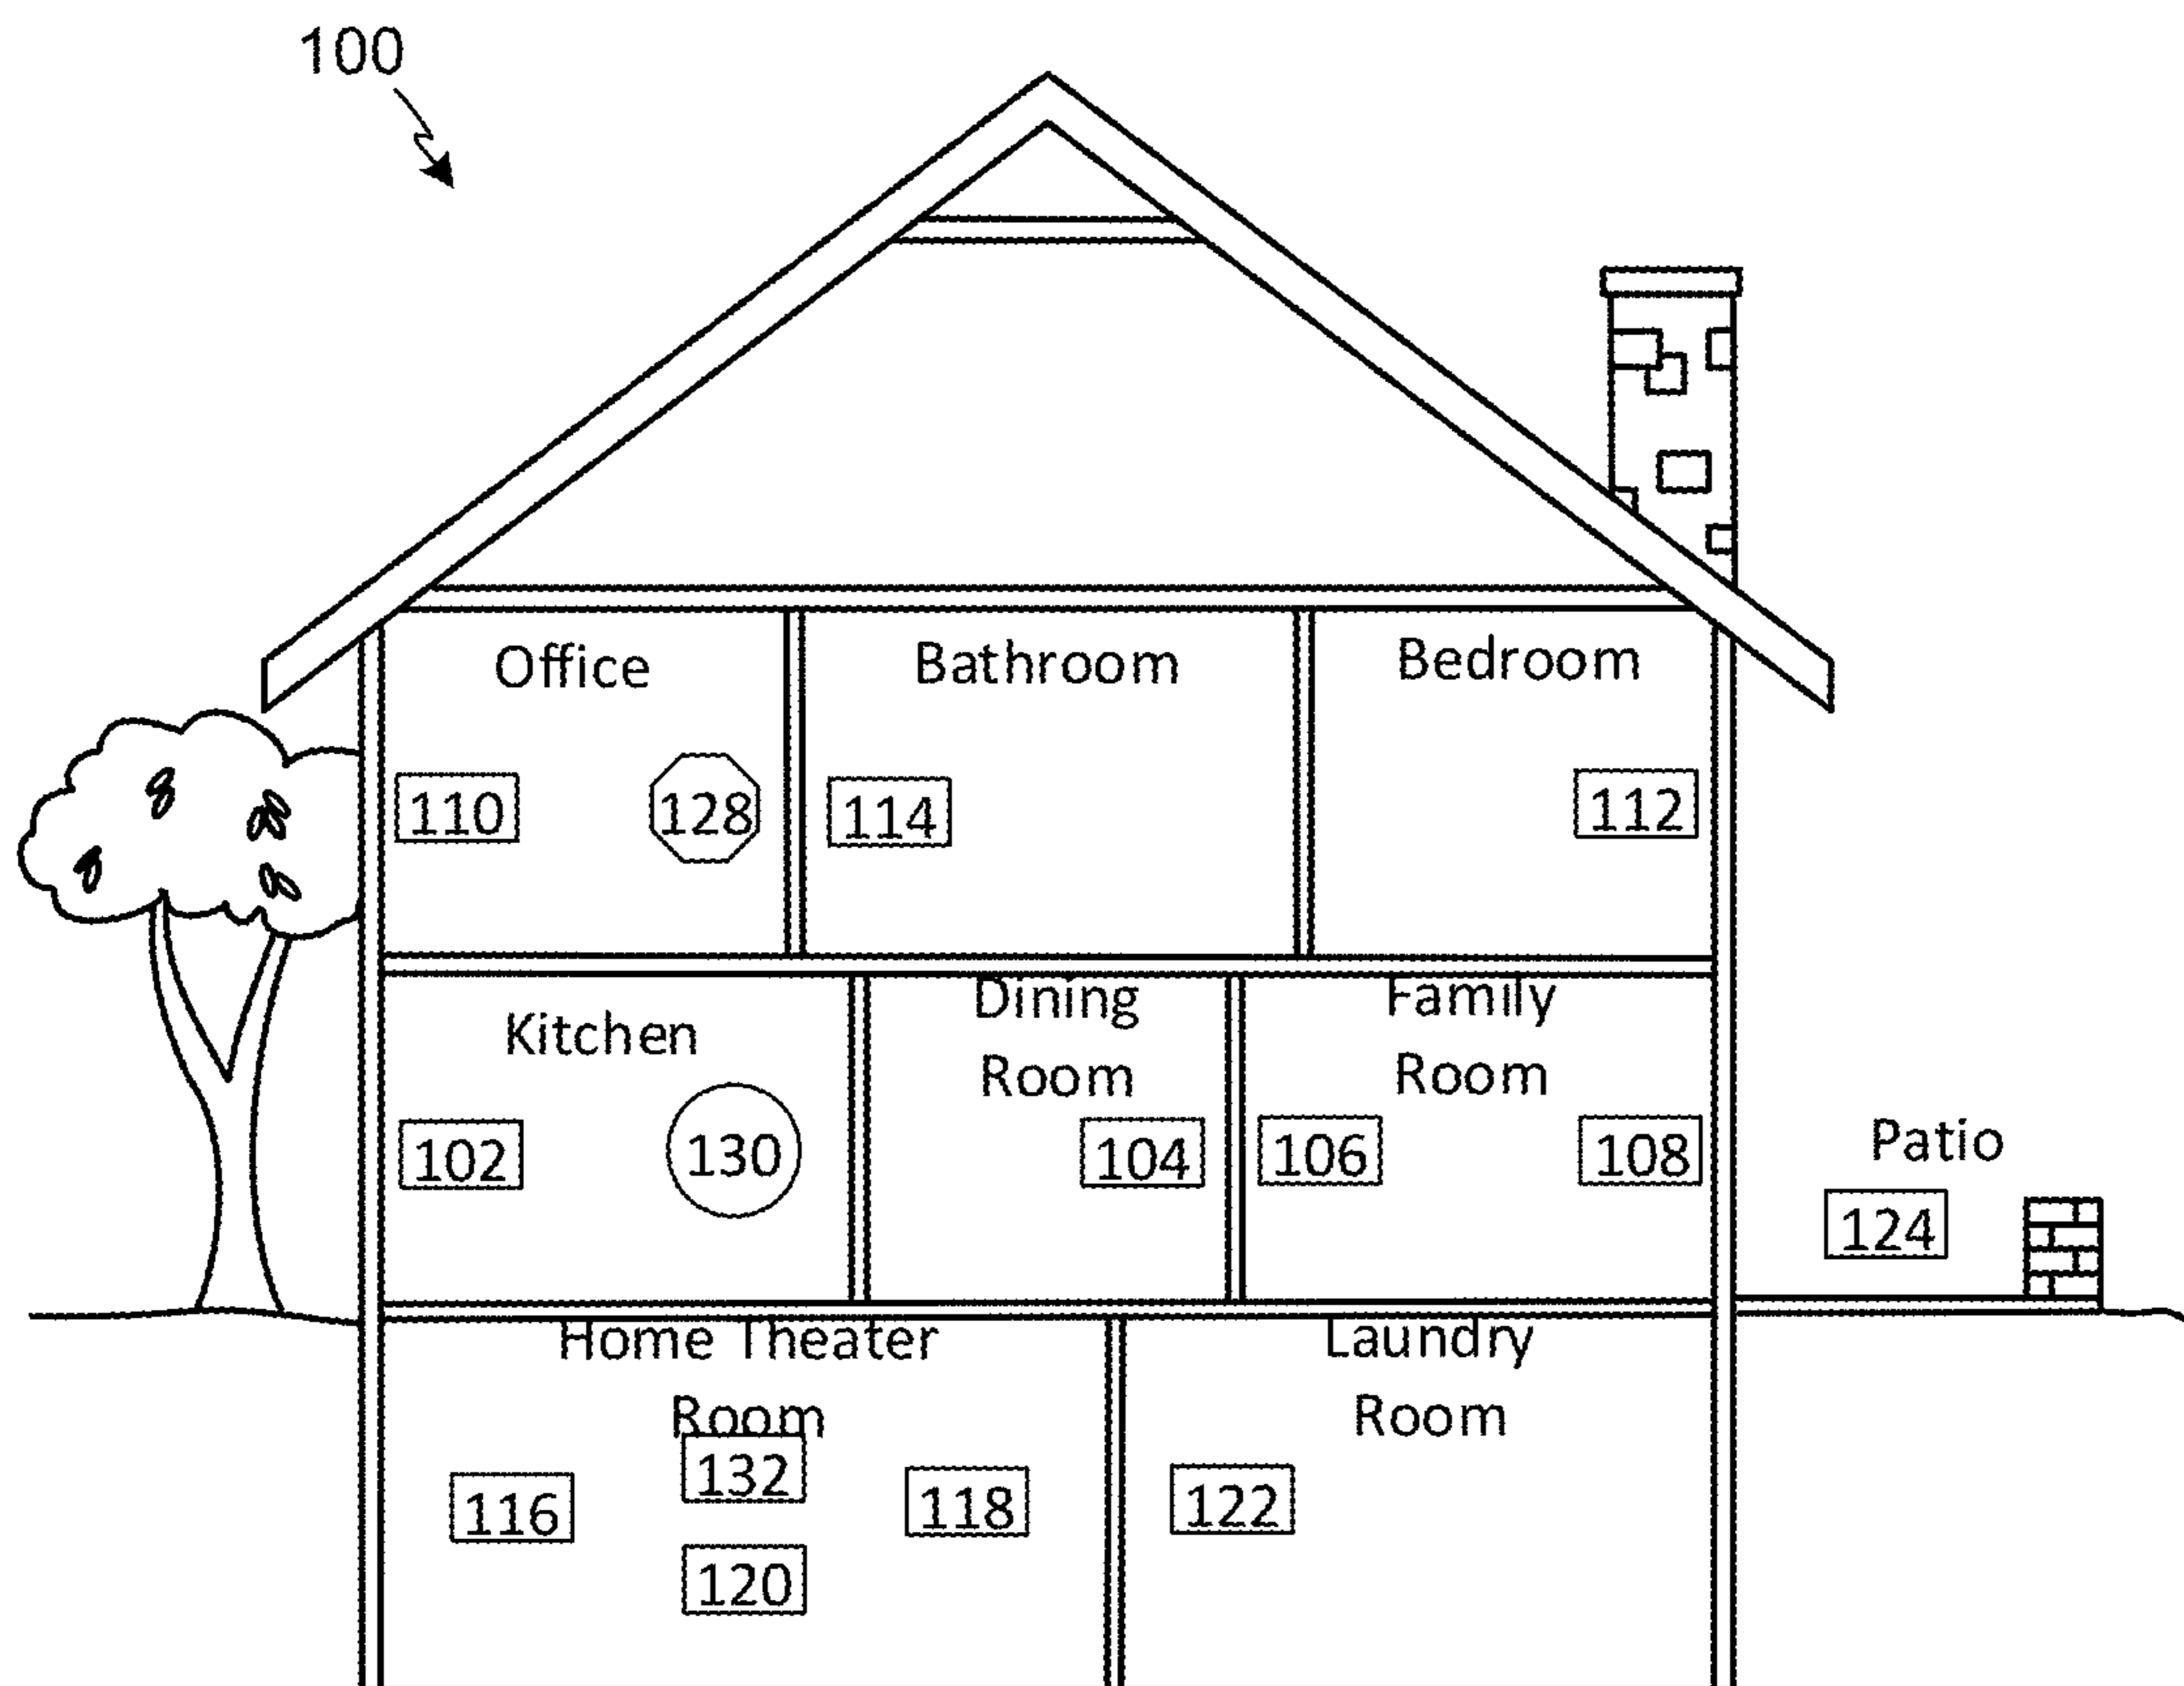 100
Office
Bathroom
Bedroom
110
128
114
112
Kitchen
Dining
Room
Family
Room
102
130
104
106
108
Patio
124
Home Theater
Room
Laundry
Room
116
132
118
120
122